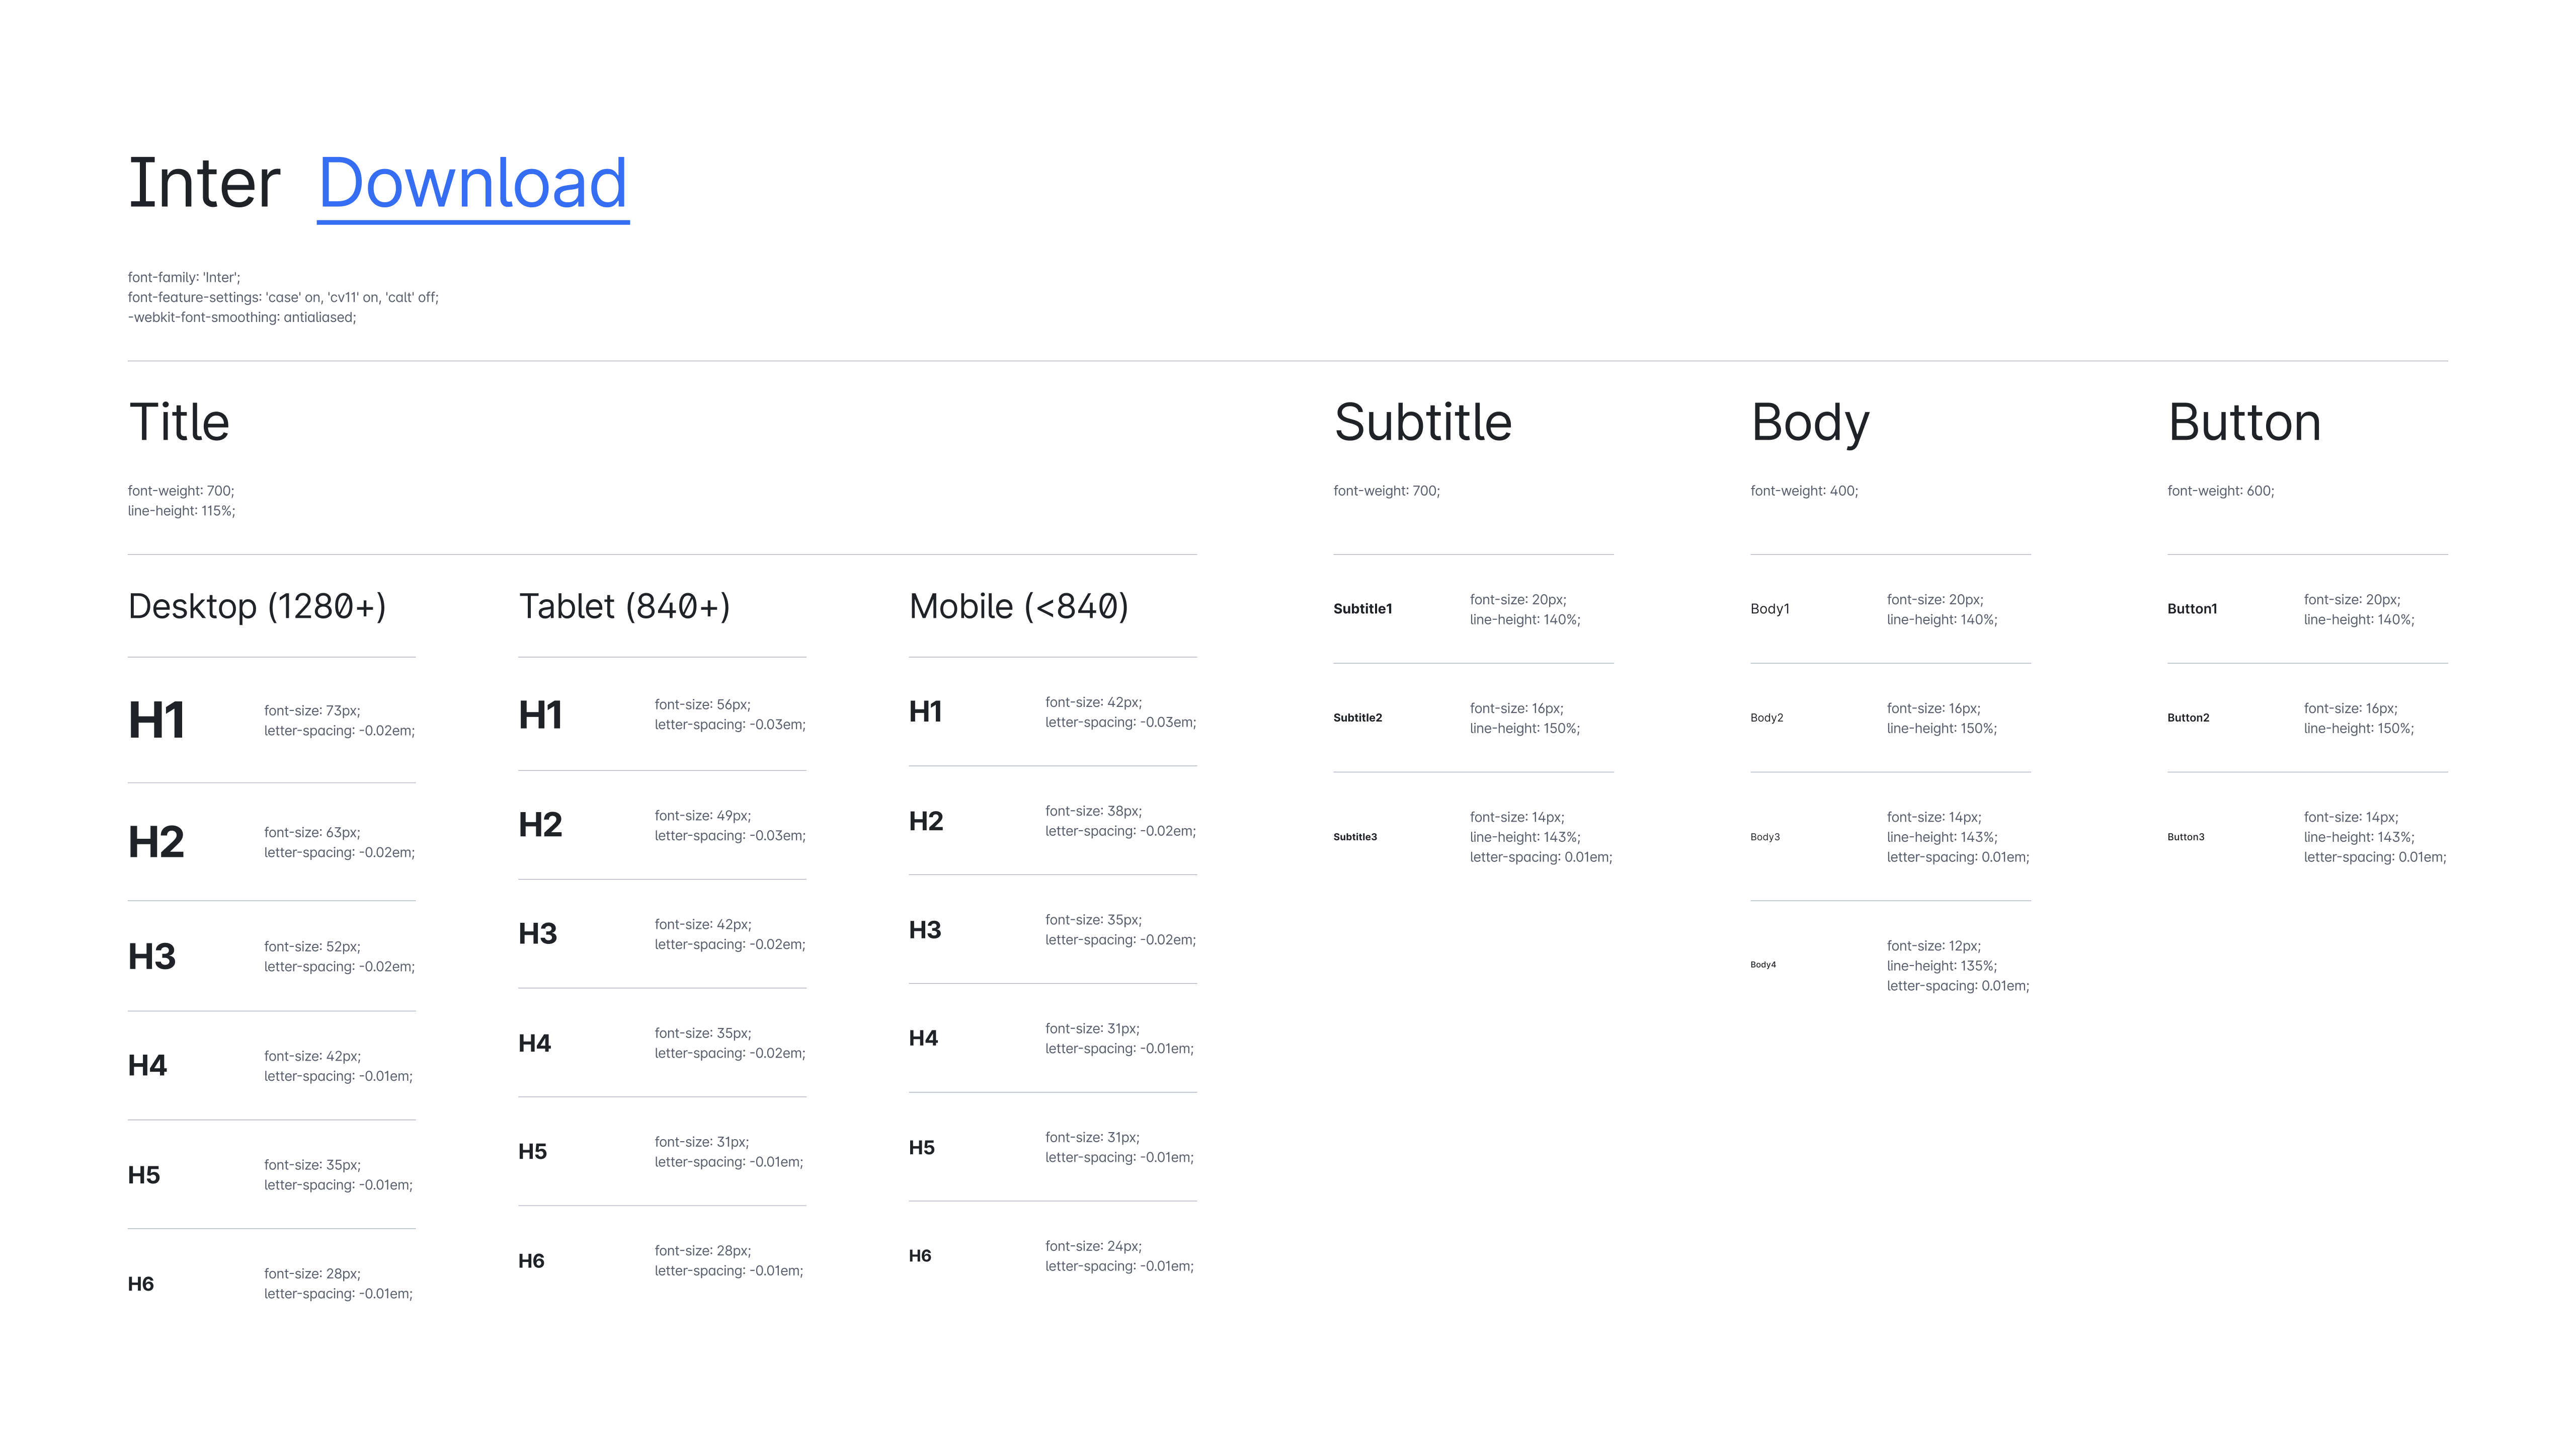 Inter Download
font-family: 'Inter';
font-feature-settings: 'case' on, 'cv11' on, 'calt' off;
-webkit-font-smoothing: antialiased;
Title
font-weight: 700;
line-height: 115%;
Desktop (1280+)
H1
font-size: 73px;
letter-spacing: -0.02em;
H2
font-size: 63px;
letter-spacing: -0.02em;
H3
font-size: 52px;
letter-spacing: -0.02em;
H4
font-size: 42px;
letter-spacing: -0.01em;
H5
font-size: 35px;
letter-spacing: -0.01em;
H6
font-size: 28px;
letter-spacing: -0.01em;
Tablet (840+)
H1
font-size: 56px;
letter-spacing: -0.03em;
H2
font-size: 49px;
letter-spacing: -0.03em;
H3
font-size: 42px;
letter-spacing: -0.02em;
H4
font-size: 35px;
letter-spacing: -0.02em;
H5
font-size: 31px;
letter-spacing: -0.01em;
H6
font-size: 28px;
letter-spacing: -0.01em;
Mobile (<840)
H1
font-size: 42px;
letter-spacing: -0.03em;
H2
font-size: 38px;
letter-spacing: -0.02em;
H3
font-size: 35px;
letter-spacing: -0.02em;
H4
font-size: 31px;
letter-spacing: -0.01em;
H5
font-size: 31px;
letter-spacing: -0.01em;
H6
font-size: 24px;
letter-spacing: -0.01em;
Subtitle
font-weight: 700;
Subtitle1
font-size: 20px;
line-height: 140%;
Subtitle2
font-size: 16px;
line-height: 150%;
Subtitle3
font-size: 14px;
line-height: 143%;
letter-spacing: 0.01em;
Body
font-weight: 400;
Body1
font-size: 20px;
line-height: 140%;
Body2
font-size: 16px;
line-height: 150%;
Body3
font-size: 14px;
line-height: 143%;
letter-spacing: 0.01em;
Body4
font-size: 12px;
line-height: 135%;
letter-spacing: 0.01em;
Button
font-weight: 600;
Button1
font-size: 20px;
line-height: 140%;
Button2
font-size: 16px;
line-height: 150%;
Button3
font-size: 14px;
line-height: 143%;
letter-spacing: 0.01em;